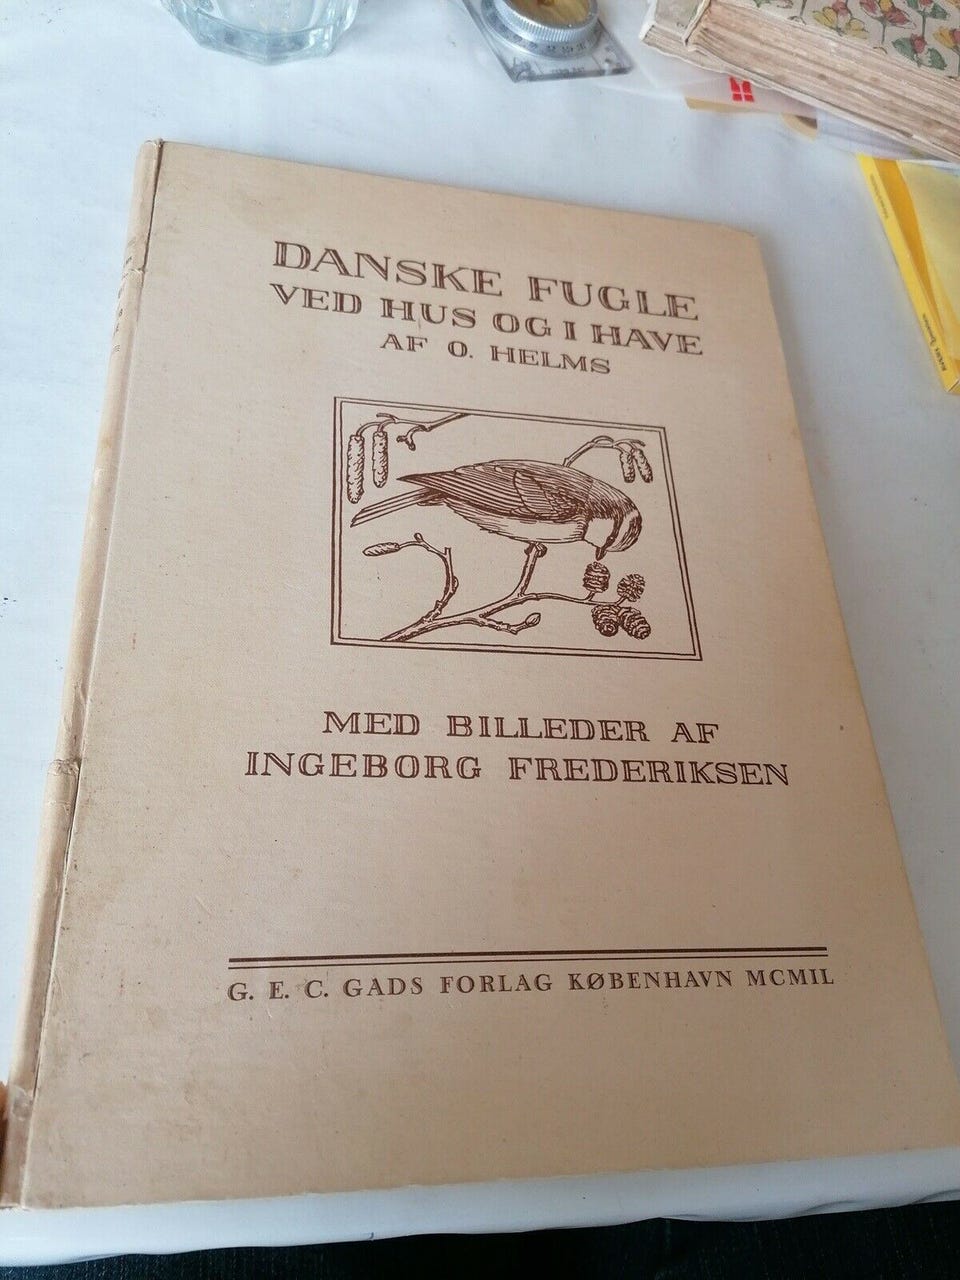 DANSKE FUGLE
VED HUS OG I HAVE
AF O. HELMS
MED BILLEDER AF
INGEBORG FREDERIKSEN
G. E. C. GADS FORLAG KØBENHAVN MCMIL